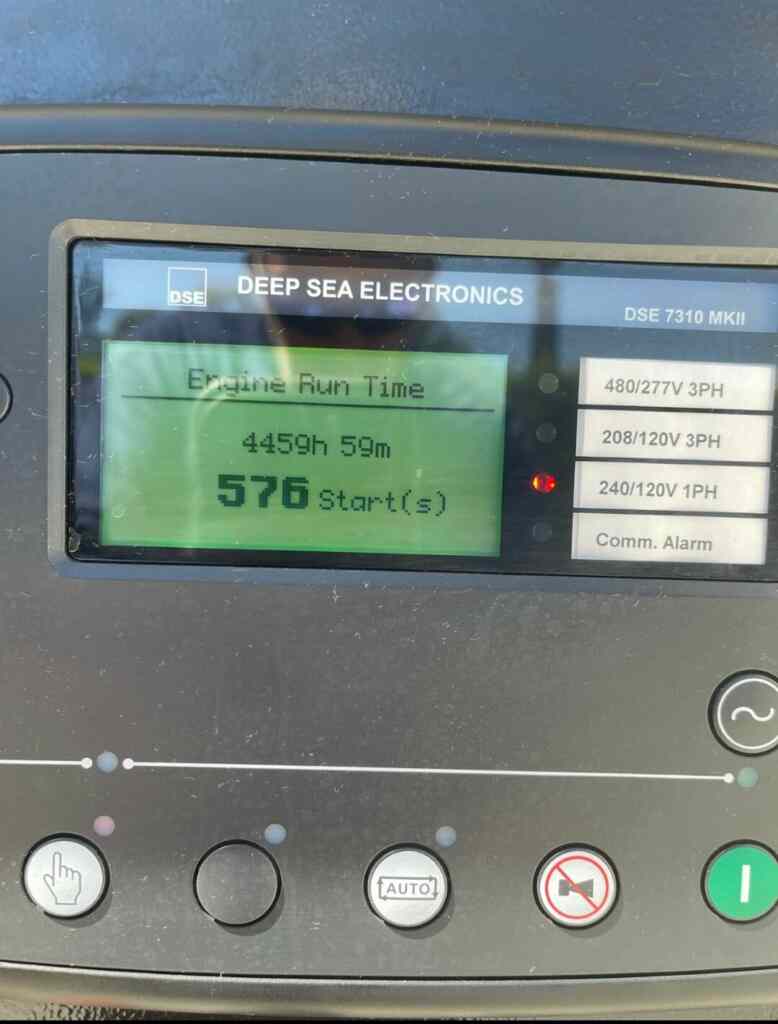 DSE
DEEP SEA ELECTRONICS
DSE 7310 MKII
Engine Run Time
4459h 59m
576 Start(s)
480/277V 3PH
208/120V 3PH
240/120V 1PH
Comm. Alarm
AUTO